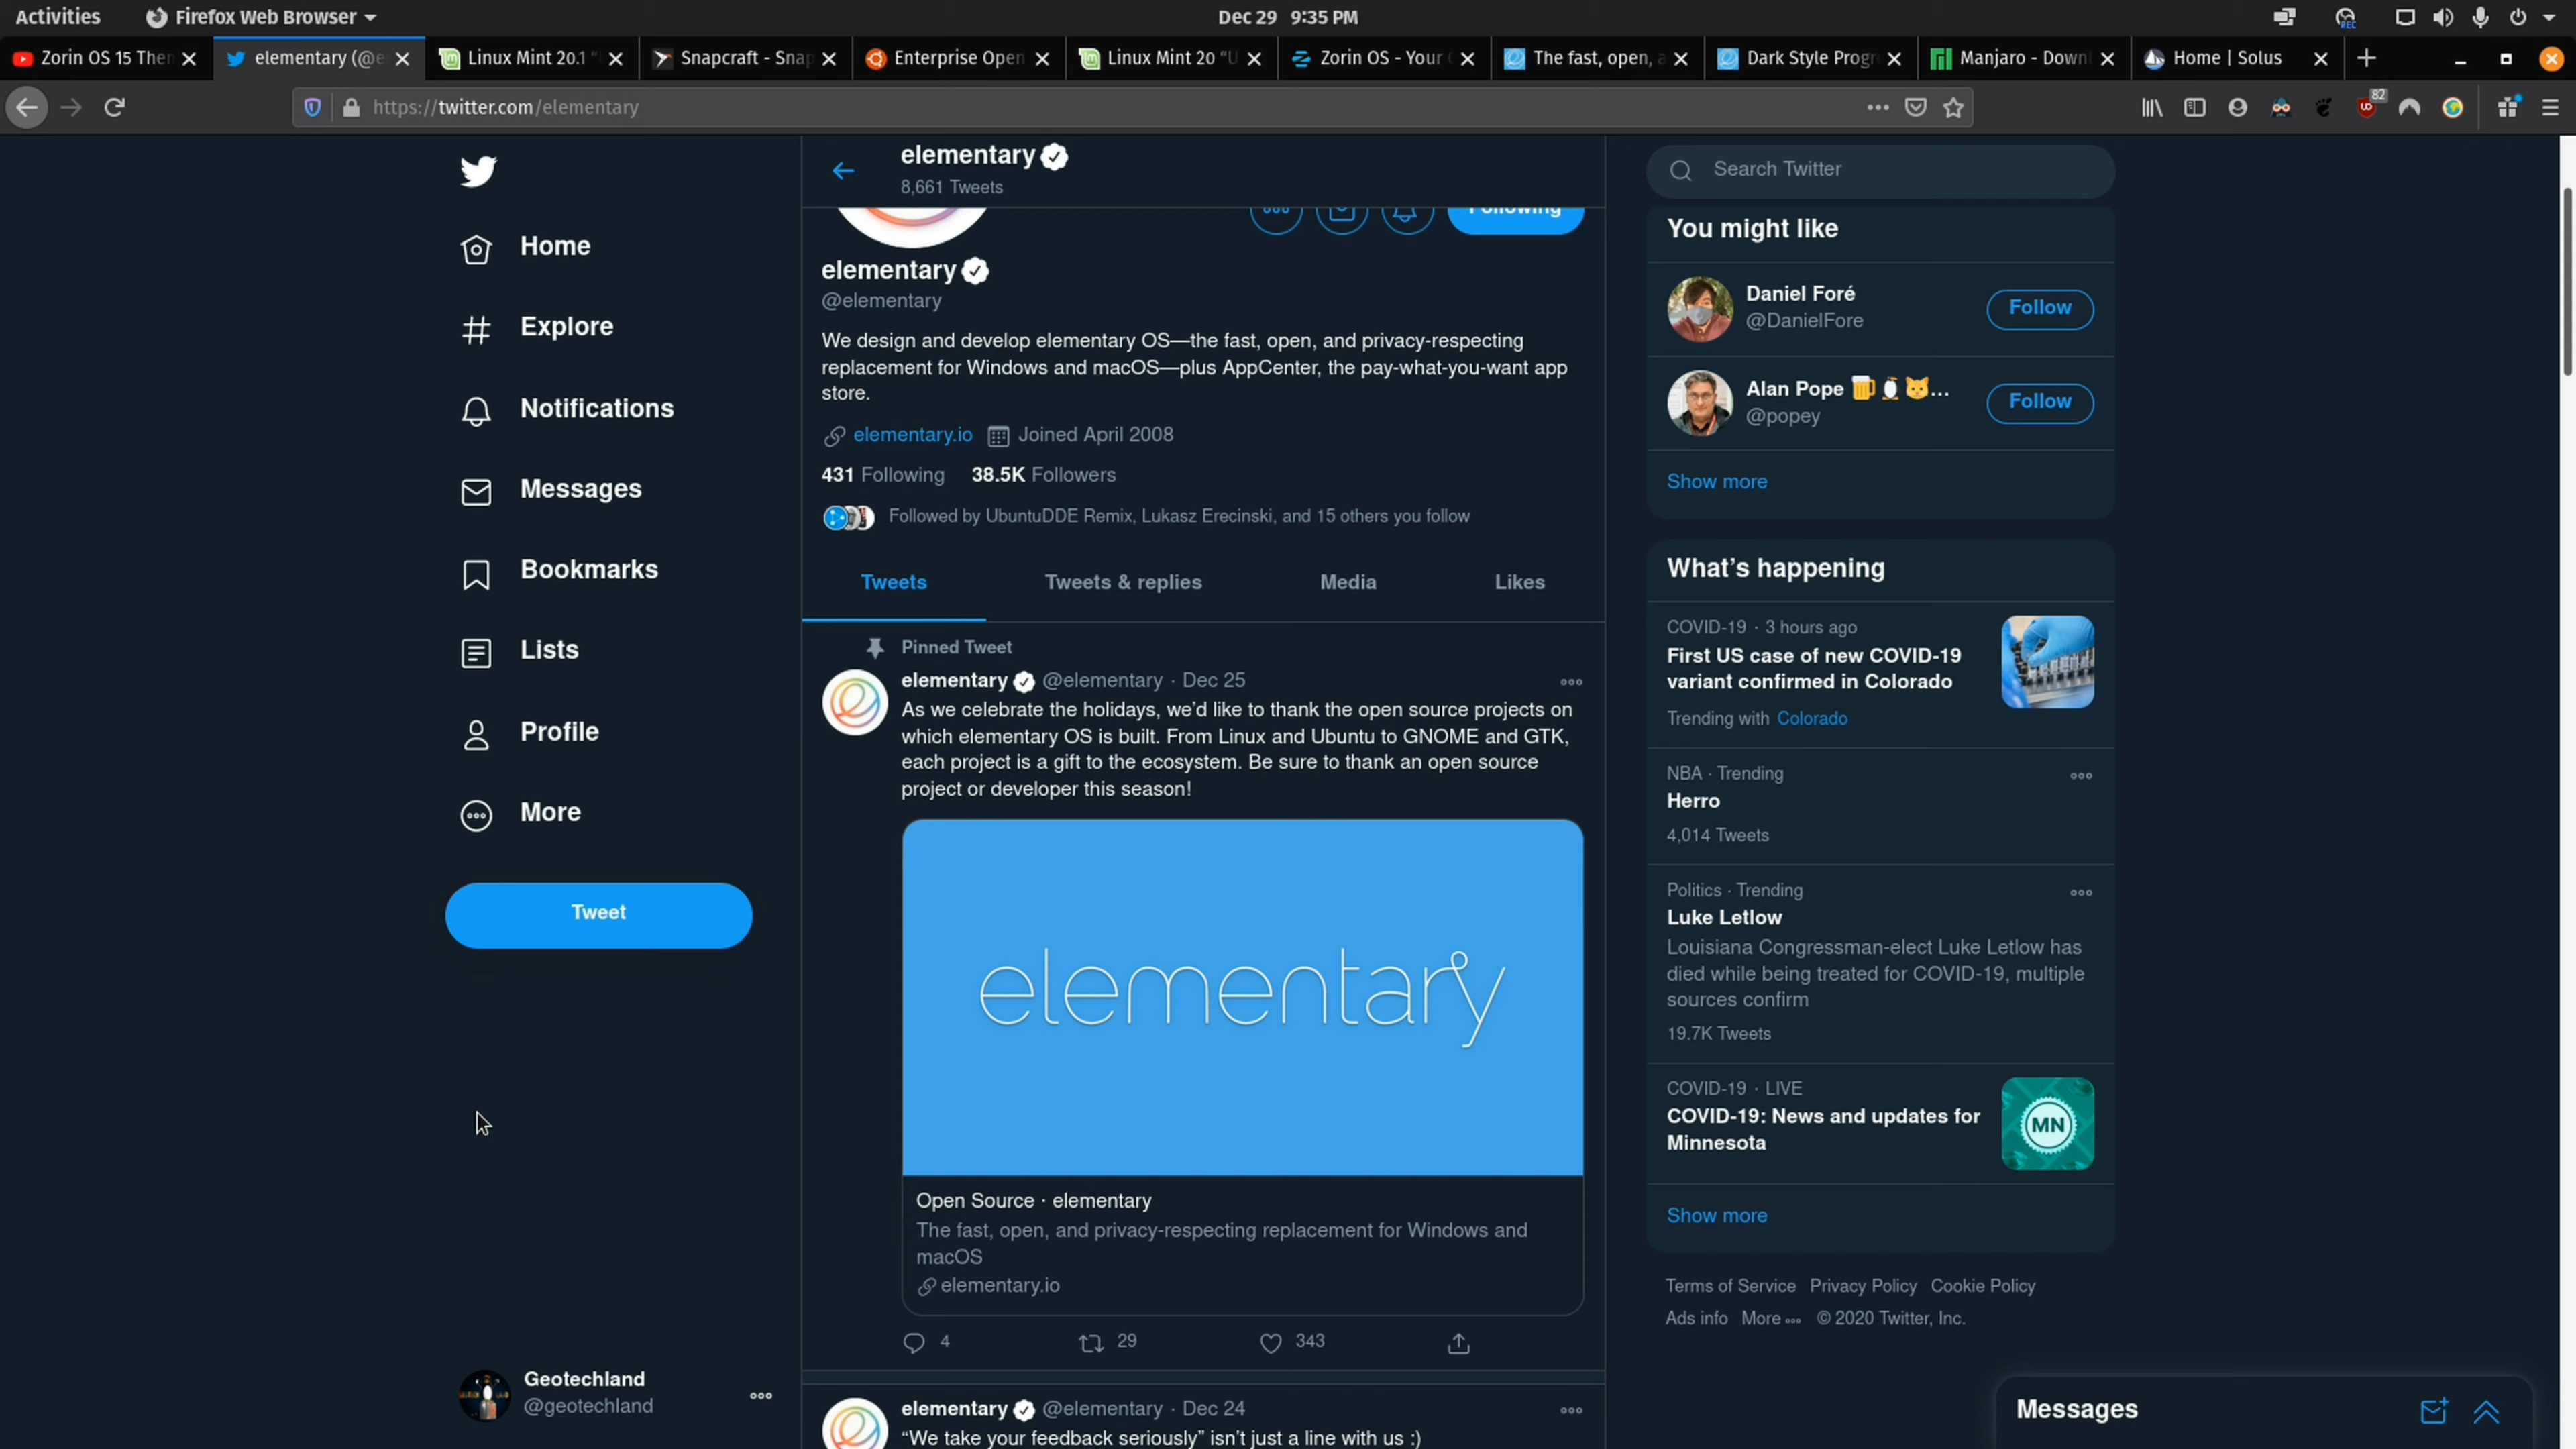 Activities Firefox Web Browser Dec 29 9:35 PM
Zorin OS 15 Then elementary (@e Linux Mint 20.1 " Snapcraft - Snap Enterprise Open Linux Mint 20 "U Zorin OS - Your The fast, open, a Dark Style Progr Manjaro - Downl Home | Solus
https://twitter.com/elementary
82
elementary
8,661 Tweets
Search Twitter
Following
Home
Explore
Notifications
Messages
Bookmarks
Lists
Profile
More
Tweet
Geotechland
@geotechland
elementary
@elementary
We design and develop elementary OS—the fast, open, and privacy-respecting
replacement for Windows and macOS—plus AppCenter, the pay-what-you-want app
store.
elementary.io Joined April 2008
431 Following 38.5K Followers
Followed by UbuntuDDE Remix, Lukasz Erecinski, and 15 others you follow
Tweets Tweets & replies Media Likes
Pinned Tweet
elementary @elementary · Dec 25
As we celebrate the holidays, we'd like to thank the open source projects on
which elementary OS is built. From Linux and Ubuntu to GNOME and GTK,
each project is a gift to the ecosystem. Be sure to thank an open source
project or developer this season!
elementary
Open Source · elementary
The fast, open, and privacy-respecting replacement for Windows and
macOS
elementary.io
4 29 343
elementary @elementary · Dec 24
"We take your feedback seriously" isn't just a line with us :)
You might like
Daniel Foré
@DanielFore
Follow
Alan Pope 🍺🐧🐱...
@popey
Follow
Show more
What's happening
COVID-19 · 3 hours ago
First US case of new COVID-19
variant confirmed in Colorado
Trending with Colorado
NBA · Trending
Herro
4,014 Tweets
Politics · Trending
Luke Letlow
Louisiana Congressman-elect Luke Letlow has
died while being treated for COVID-19, multiple
sources confirm
19.7K Tweets
COVID-19 · LIVE
COVID-19: News and updates for
Minnesota
MN
Show more
Terms of Service Privacy Policy Cookie Policy
Ads info More © 2020 Twitter, Inc.
Messages